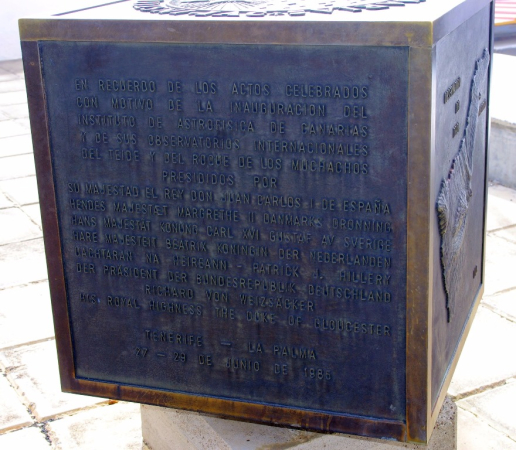 EN RECUERDO DE LOS ACTOS CELEBRADOS
CON MOTIVO DE LA INAUGURACION DEL
INSTITUTO DE ASTROFISICA DE CANARIAS
Y DE SUS OBSERVATORIOS INTERNACIONALES
DEL TEIDE Y DEL ROQUE DE LOS MUCHACHOS
PRESIDIDOS POR
SU MAJESTAD EL REY DON JUAN CARLOS I DE ESPAÑA
HENDES MAJESTÆT MARGRETHE II DANMARKS DRONNING
HANS MAJESTÄT KONUNG CARL XVI GUSTAF AV SVERIGE
HARE MAJESTEIT BEATRIX KONINGIN DER NEDERLANDEN
UACHTARÁN NA hEIREANN - PATRICK J. HILLERY
DER PRÄSIDENT DER BUNDESREPUBLIK DEUTSCHLAND
RICHARD VON WEIZSÄCKER
HIS ROYAL HIGHNESS THE DUKE OF GLOUCESTER
TENERIFE - LA PALMA
27 - 29 DE JUNIO DE 1985